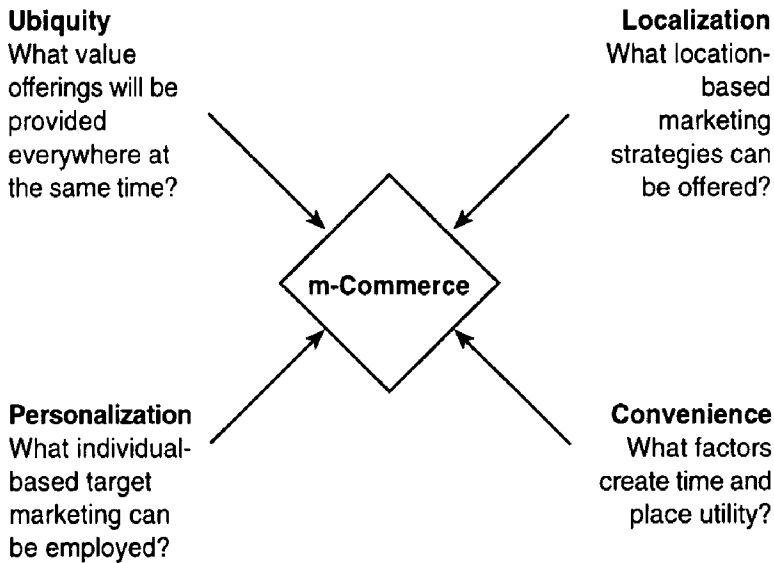 Ubiquity
What value
offerings will be
provided
everywhere at
the same time?
Localization
What location-
based
marketing
strategies can
be offered?
m-Commerce
Personalization
What individual-
based target
marketing can
be employed?
Convenience
What factors
create time and
place utility?